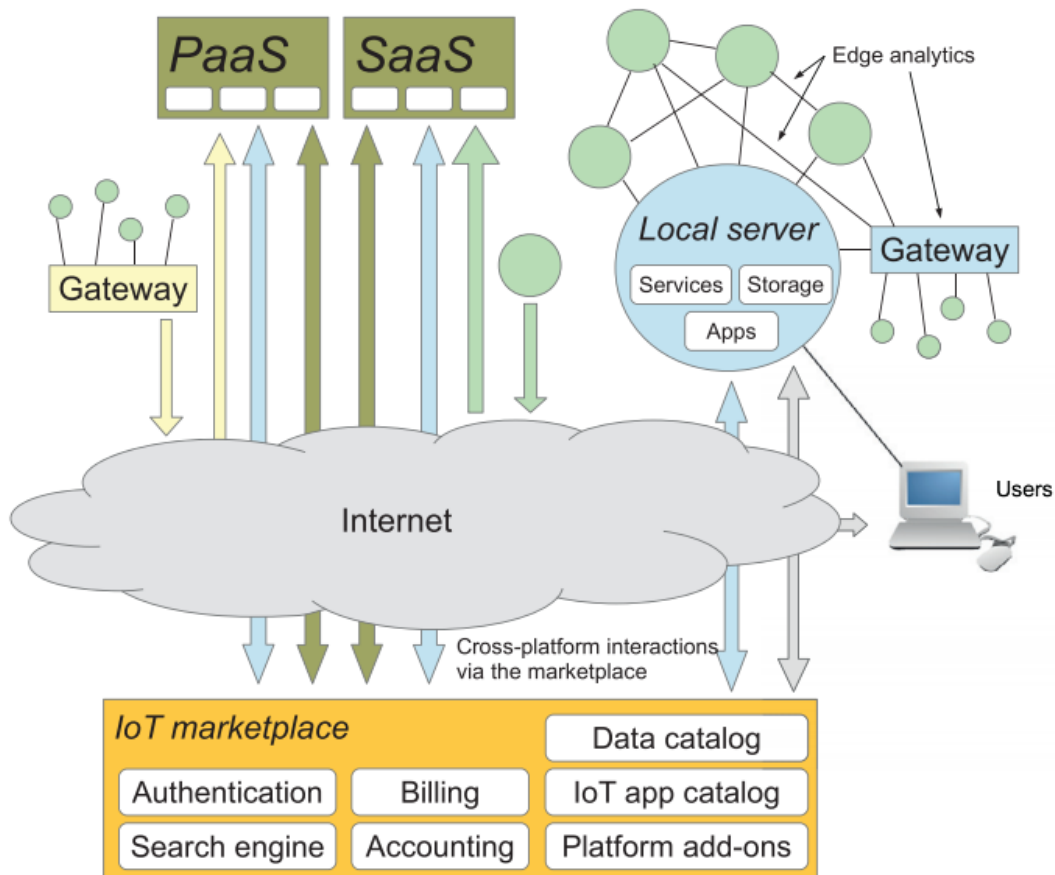 PaaS
SaaS
Edge analytics
Local server
Services
Storage
Apps
Gateway
Gateway
Internet
Users
Cross-platform interactions
via the marketplace
IoT marketplace
Data catalog
Authentication
Billing
IoT app catalog
Search engine
Accounting
Platform add-ons